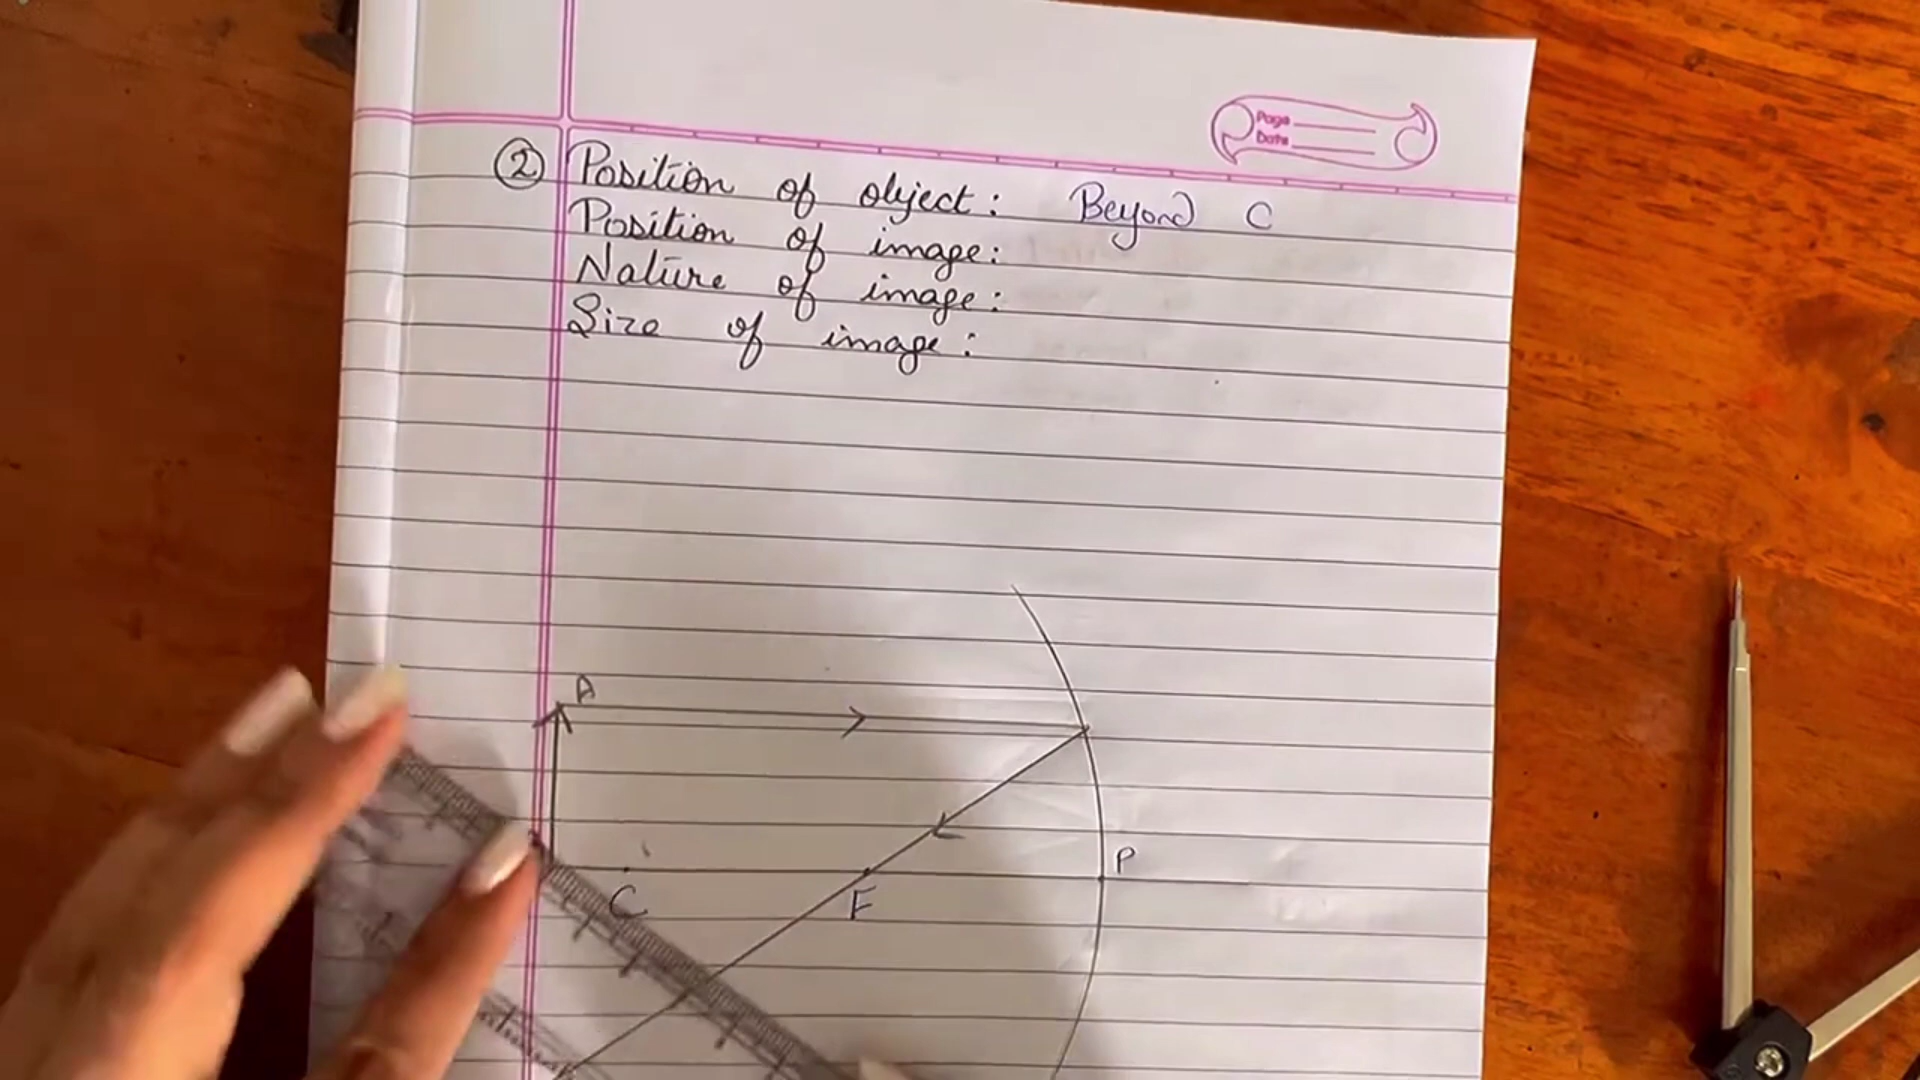 Page
Date
② Position of object: Beyond C
Position of image:
Nature of image:
Size of image:
A
P
C
F